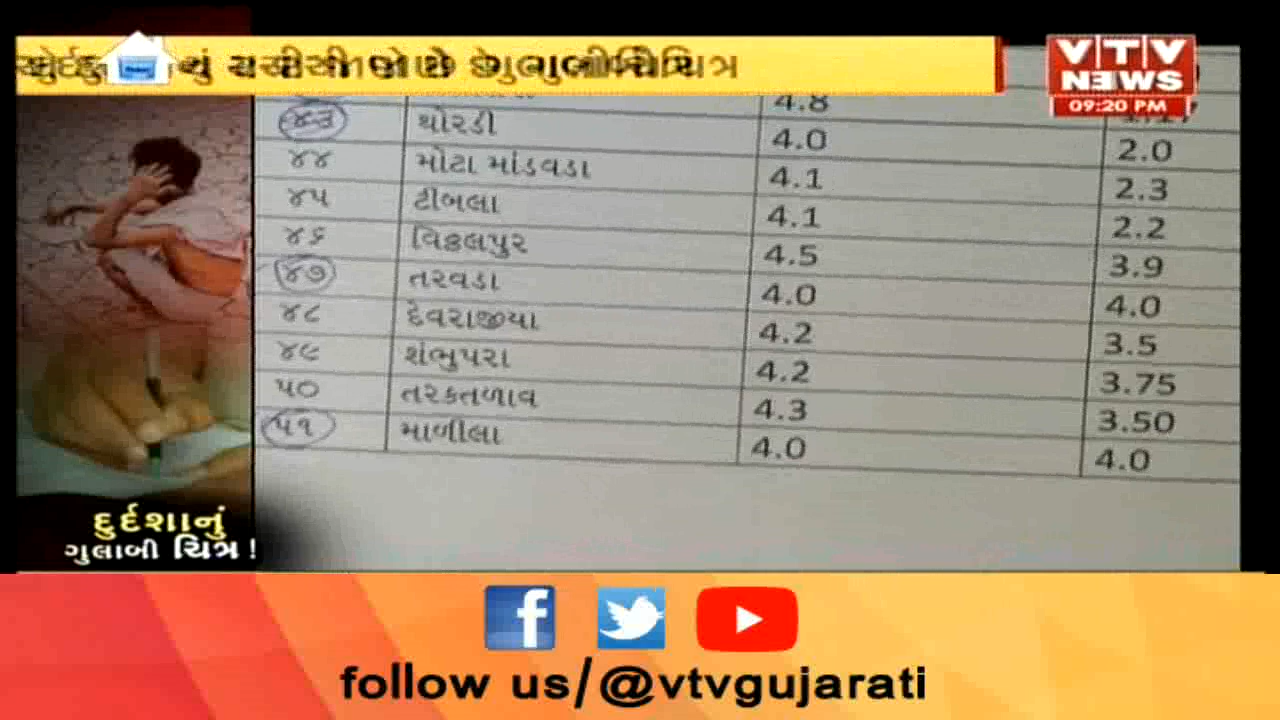 VTV
NEWS
09:20 PM
4.8
૪૩ થોરડી 4.0 2.0
૪૪ મોટા માંડવડા 4.1 2.3
૪૫ ટીબલા 4.1 2.2
૪૬ વિઠ્ઠલપુર 4.5 3.9
૪૭ તરવડા 4.0 4.0
૪૮ દેવરાજીયા 4.2 3.5
૪૯ શંભુપરા 4.2 3.75
૫૦ તરકતળાવ 4.3 3.50
૫૧ માળીલા 4.0 4.0
દુર્દશાનું
ગુલાબી ચિત્ર!
follow us/@vtvgujarati